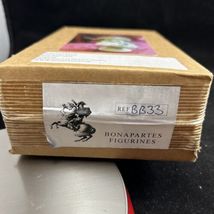 REF BB33
BONAPARTES
FIGURINES